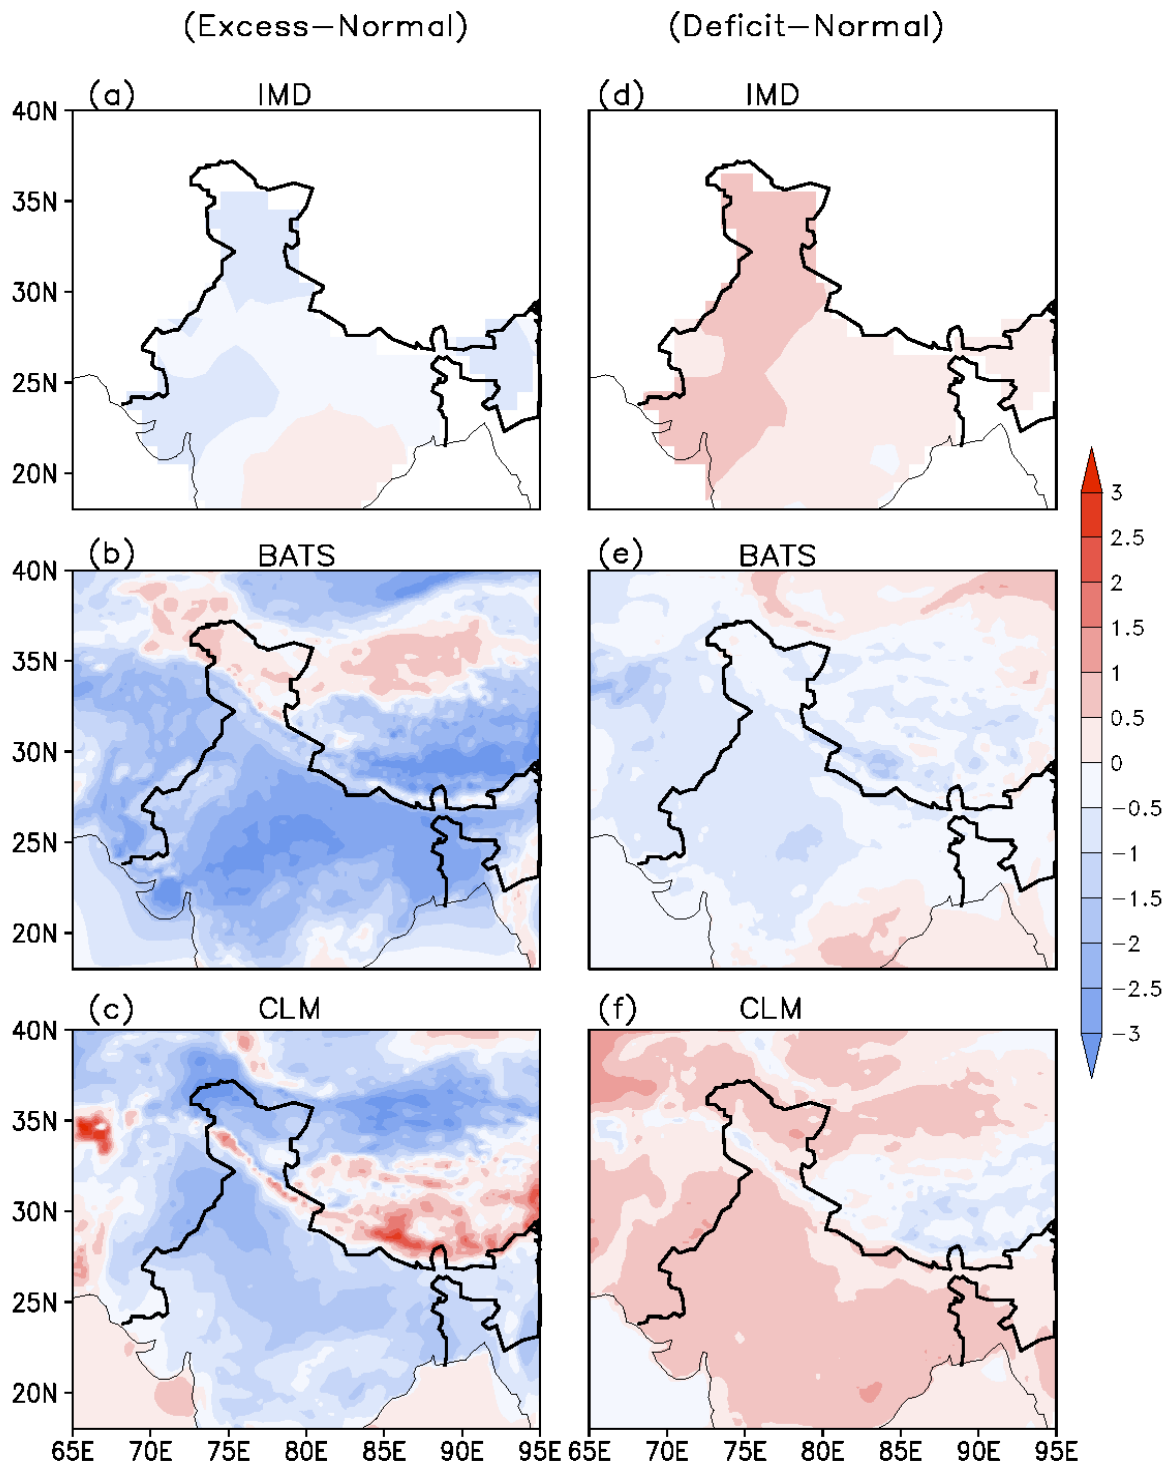 (Excess−Normal) (Deficit−Normal)
(a) IMD (d) IMD
40N
35N
30N
25N
20N
(b) BATS (e) BATS
40N
35N
30N
25N
20N
(c) CLM (f) CLM
40N
35N
30N
25N
20N
65E 70E 75E 80E 85E 90E 95E 65E 70E 75E 80E 85E 90E 95E
3
2.5
2
1.5
1
0.5
0
−0.5
−1
−1.5
−2
−2.5
−3